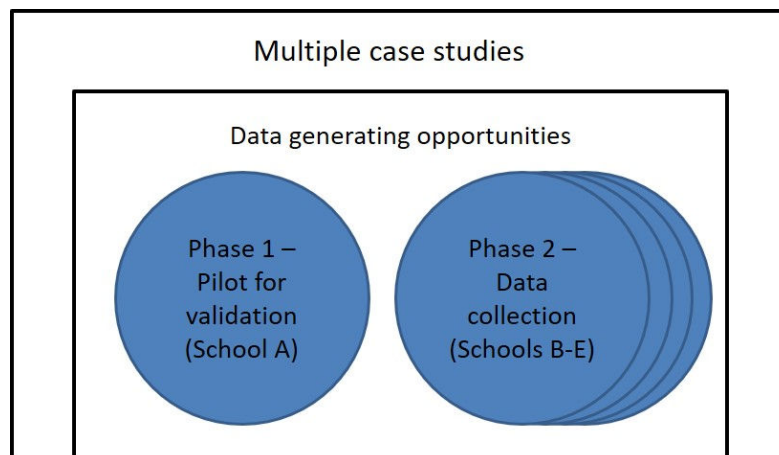 Multiple case studies
Data generating opportunities
Phase 1 –
Pilot for
validation
(School A)
Phase 2 –
Data
collection
(Schools B-E)